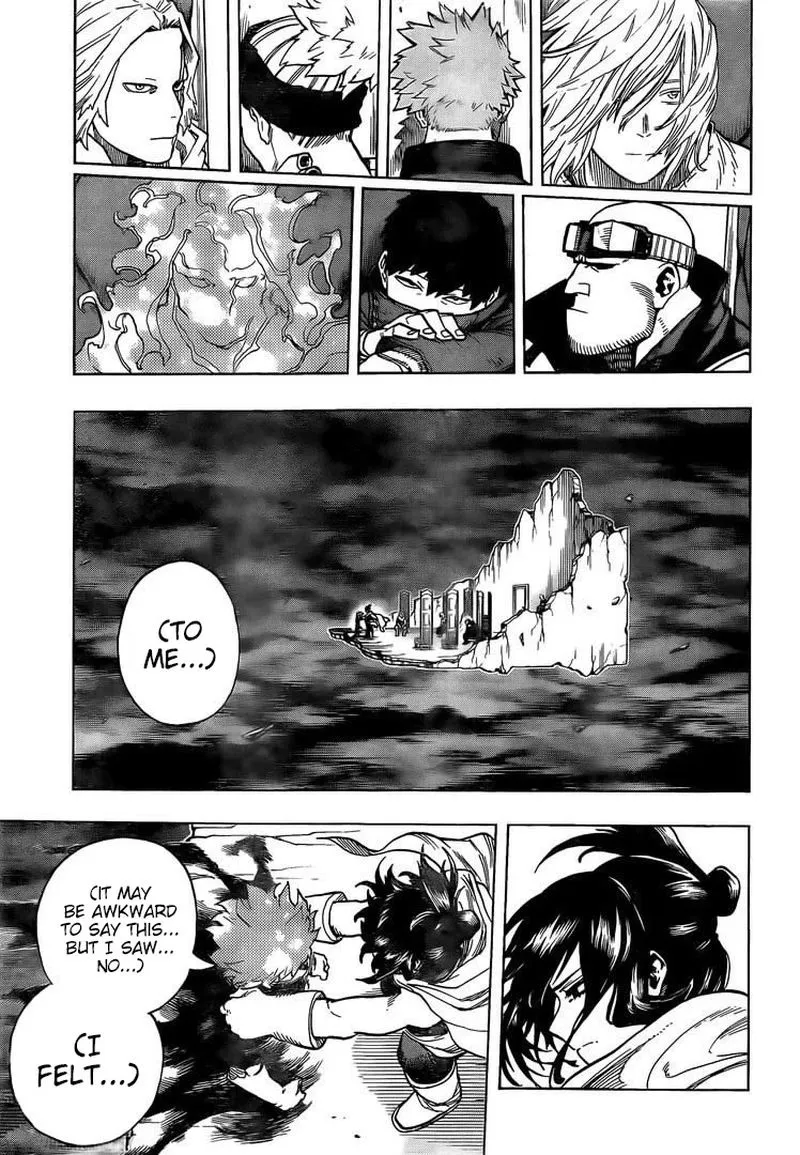 (TO
ME...)
(IT MAY
BE AWKWARD
TO SAY THIS...
BUT I SAW...
NO...)
(I
FELT...)